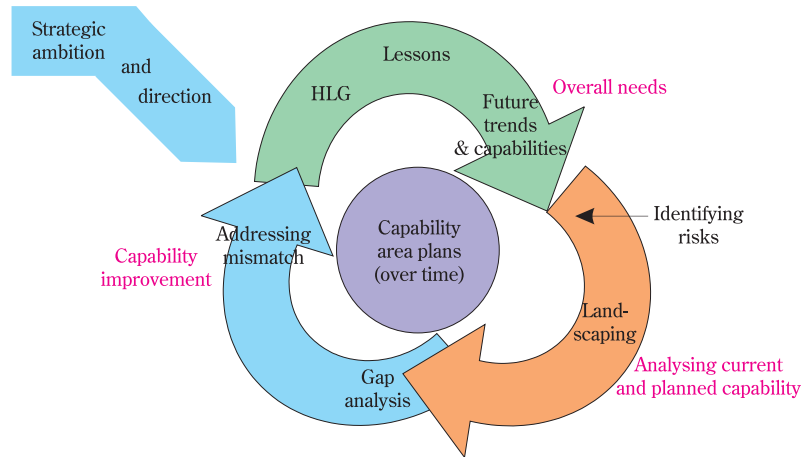 Strategic
ambition
and
direction
Lessons
HLG
Future
trends
& capabilities
Overall needs
Identifying
risks
Capability
area plans
(over time)
Addressing
mismatch
Capability
improvement
Land-
scaping
Analysing current
and planned capability
Gap
analysis